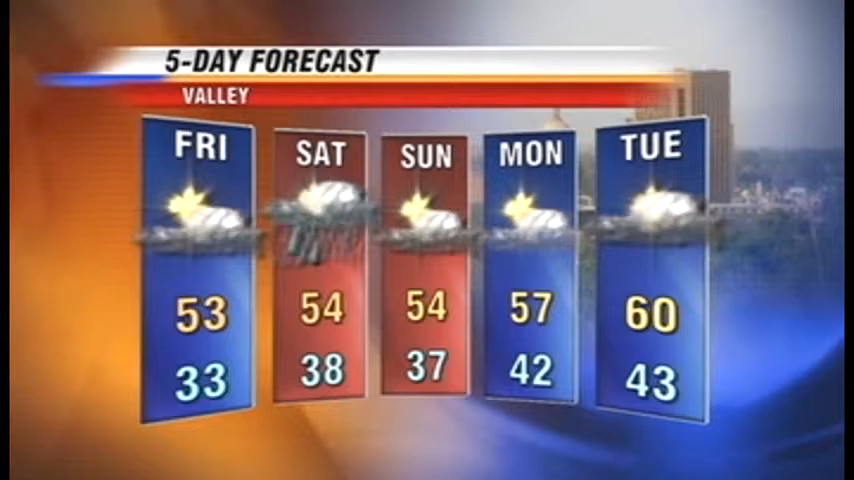 5-DAY FORECAST
VALLEY
FRI SAT SUN MON TUE
53 54 54 57 60
33 38 37 42 43